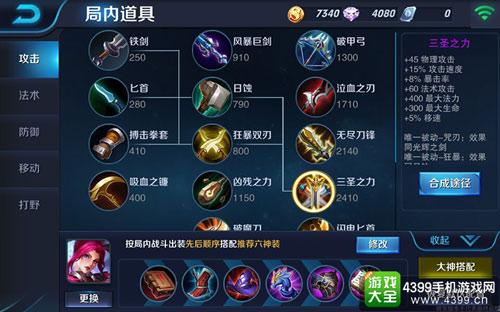 局内道具
7340
4080
0
攻击
法术
防御
移动
打野
铁剑
250
风暴巨剑
910
破甲弓
1300
匕首
280
日蚀
790
泣血之刃
1710
搏击拳套
410
狂暴双刃
800
无尽刀锋
2140
吸血之镰
400
凶残之力
1150
三圣之力
2410
破魔刀
闪电匕首
三圣之力
+45 物理攻击
+15% 攻击速度
+8% 暴击率
+60 法术攻击
+400 最大法力
+300 最大生命
+5% 移速
唯一被动-咒刃: 效果
同光辉之剑
唯一被动-狂暴: 效果
合成途径
按局内战斗出装先后顺序搭配推荐六神装
修改
收起
更换
大神搭配
游戏
大全
4399手机游戏网
www.4399.cn